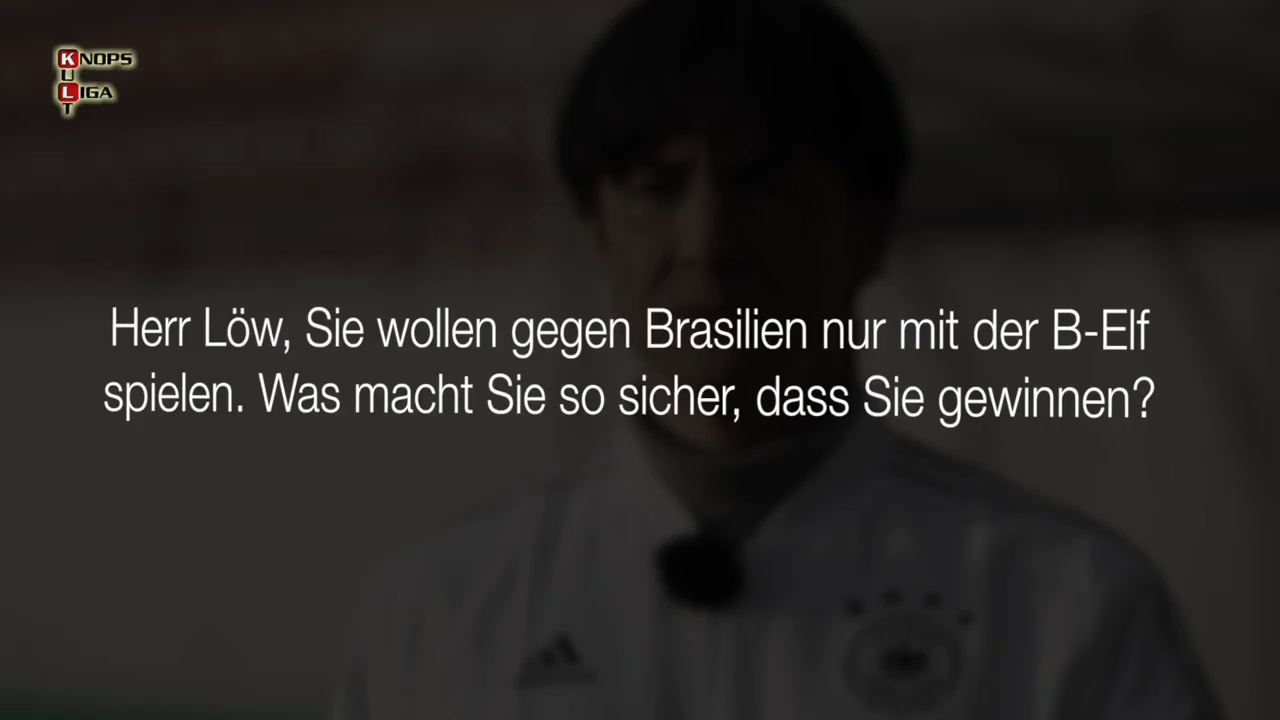 KNOPS
KULT
LIGA
Herr Löw, Sie wollen gegen Brasilien nur mit der B-Elf
spielen. Was macht Sie so sicher, dass Sie gewinnen?